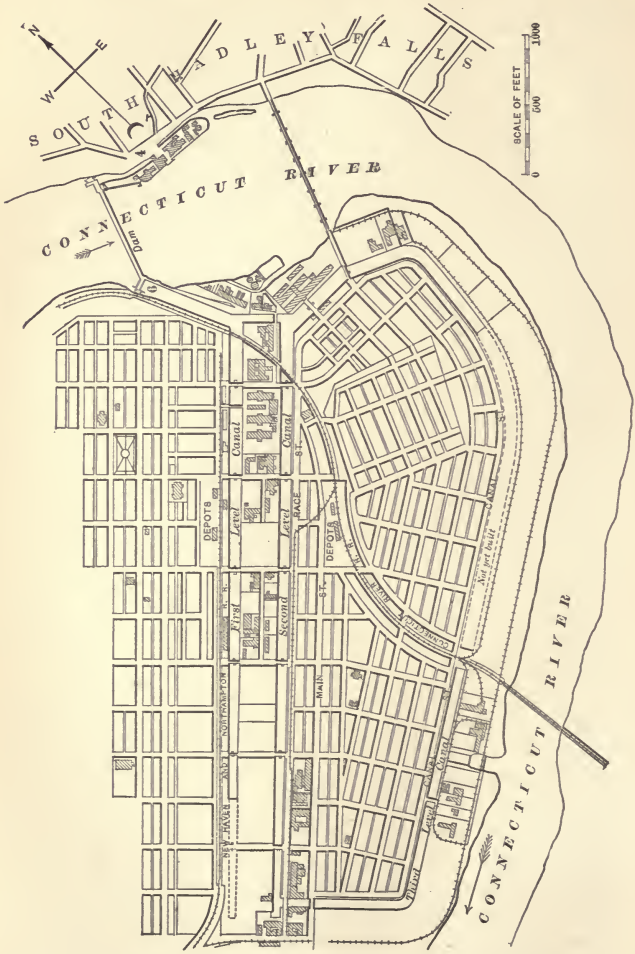 N
E
W
SOUTH HADLEY FALLS
SCALE OF FEET
0 500 1000
CONNECTICUT RIVER
Dam
G
First Level Canal
Second Level Canal
RACE ST.
MAIN ST.
DEPOTS
DEPOTS
NEW HAVEN AND NORTHAMPTON R. R.
CONNECTICUT RIVER R. R.
CANAL
Not yet built
Third Level Canal
CONNECTICUT RIVER